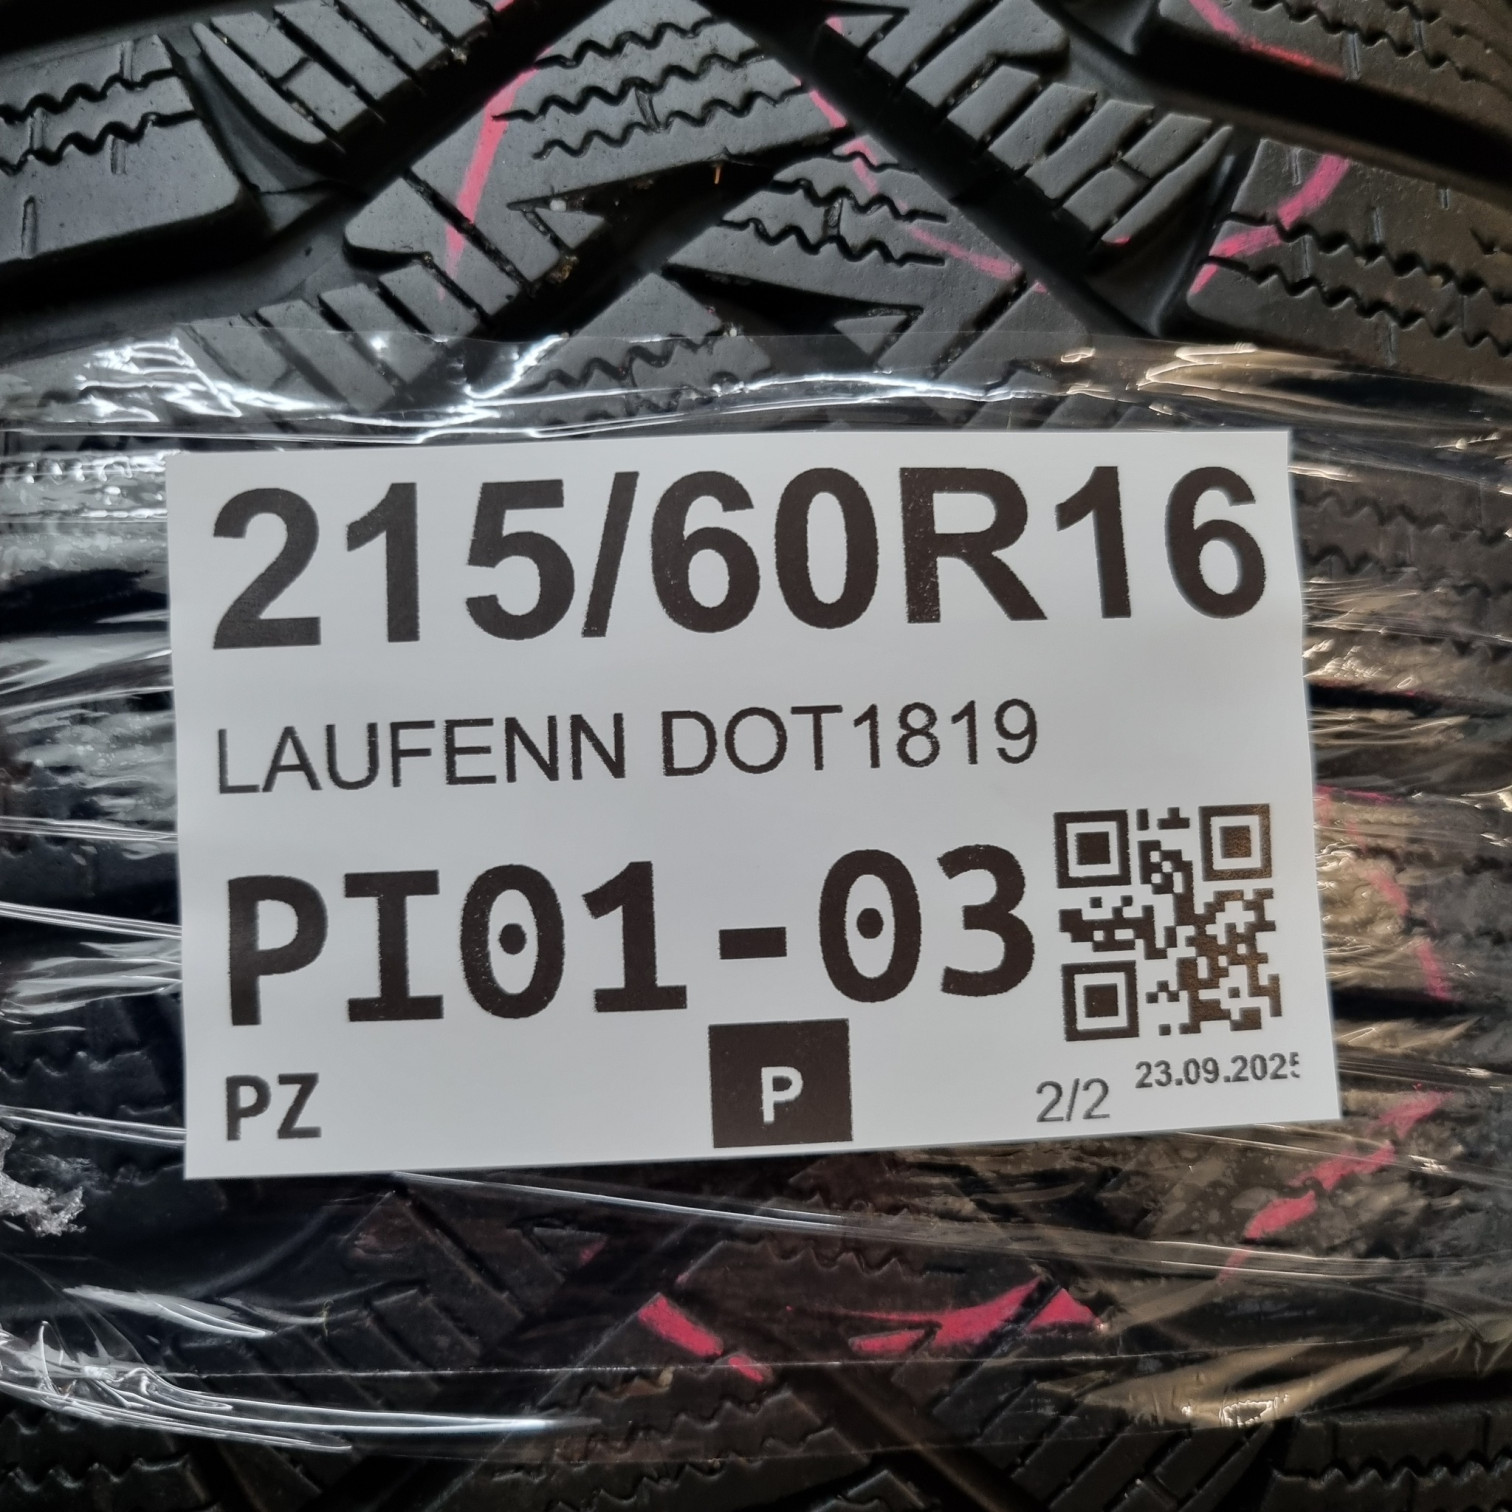 215/60R16
LAUFENN DOT1819
PI01-03
PZ P 2/2 23.09.2025